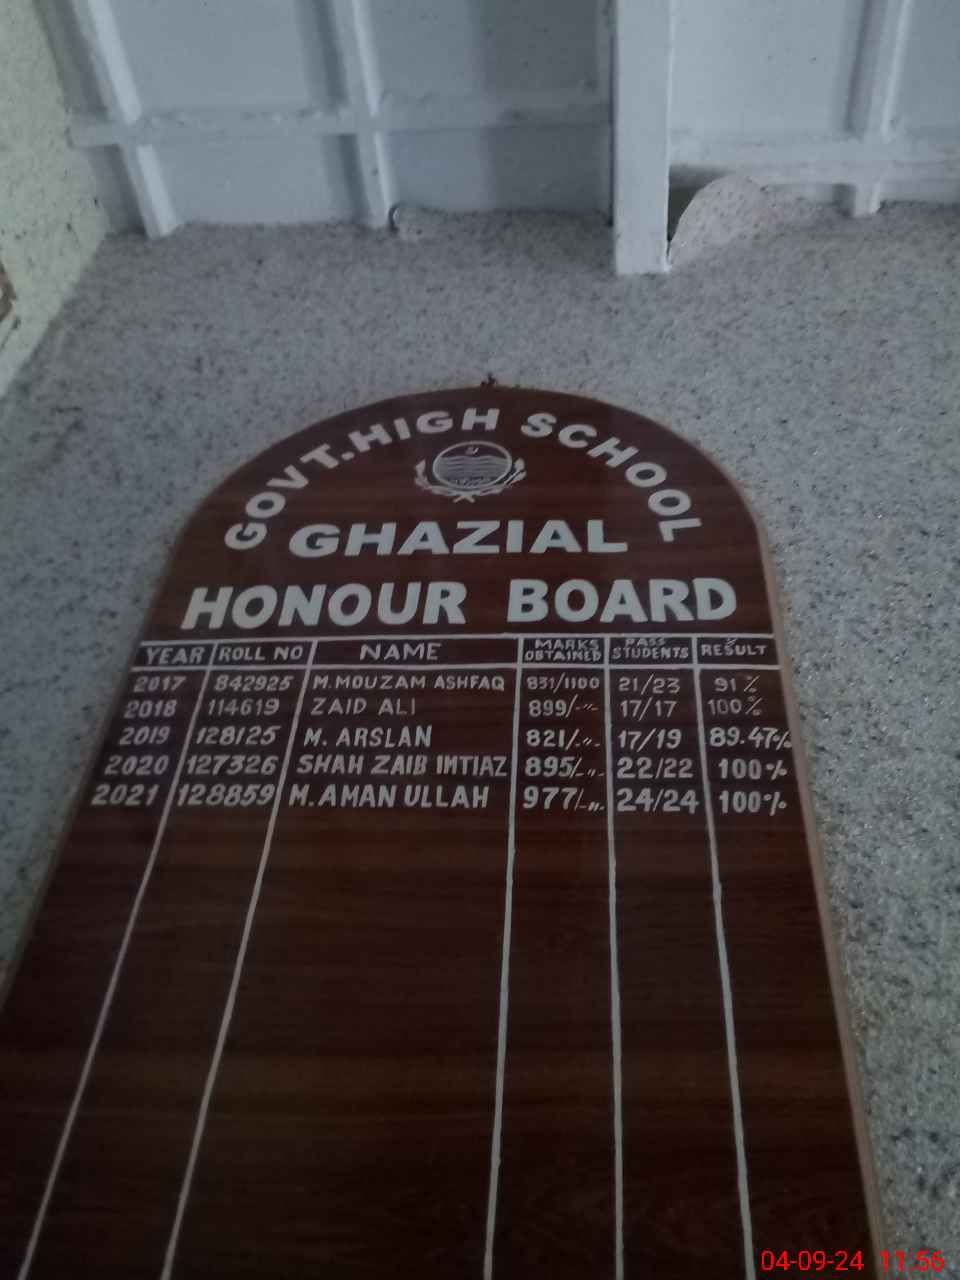 GOVT. HIGH SCHOOL
GHAZIAL
HONOUR BOARD
YEAR ROLL NO NAME MARKS OBTAINED PASS STUDENTS RESULT
2017 842925 M.MOUZAM ASHFAQ 831/1100 21/23 91%
2018 114619 ZAID ALI 899/-"- 17/17 100%
2019 128125 M. ARSLAN 821/-"- 17/19 89.47%
2020 127326 SHAH ZAIB IMTIAZ 895/-"- 22/22 100%
2021 128859 M. AMAN ULLAH 977/-"- 24/24 100%
04-09-24 11:56